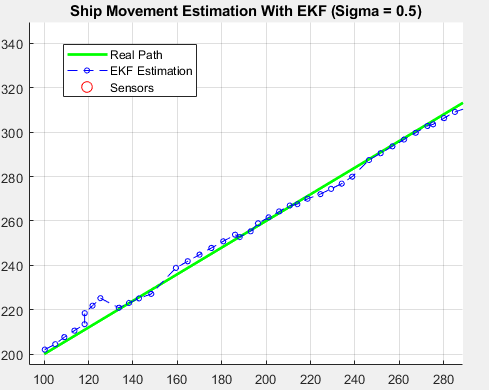 Ship Movement Estimation With EKF (Sigma = 0.5)
Real Path
EKF Estimation
Sensors
340
320
300
280
260
240
220
200
100 120 140 160 180 200 220 240 260 280